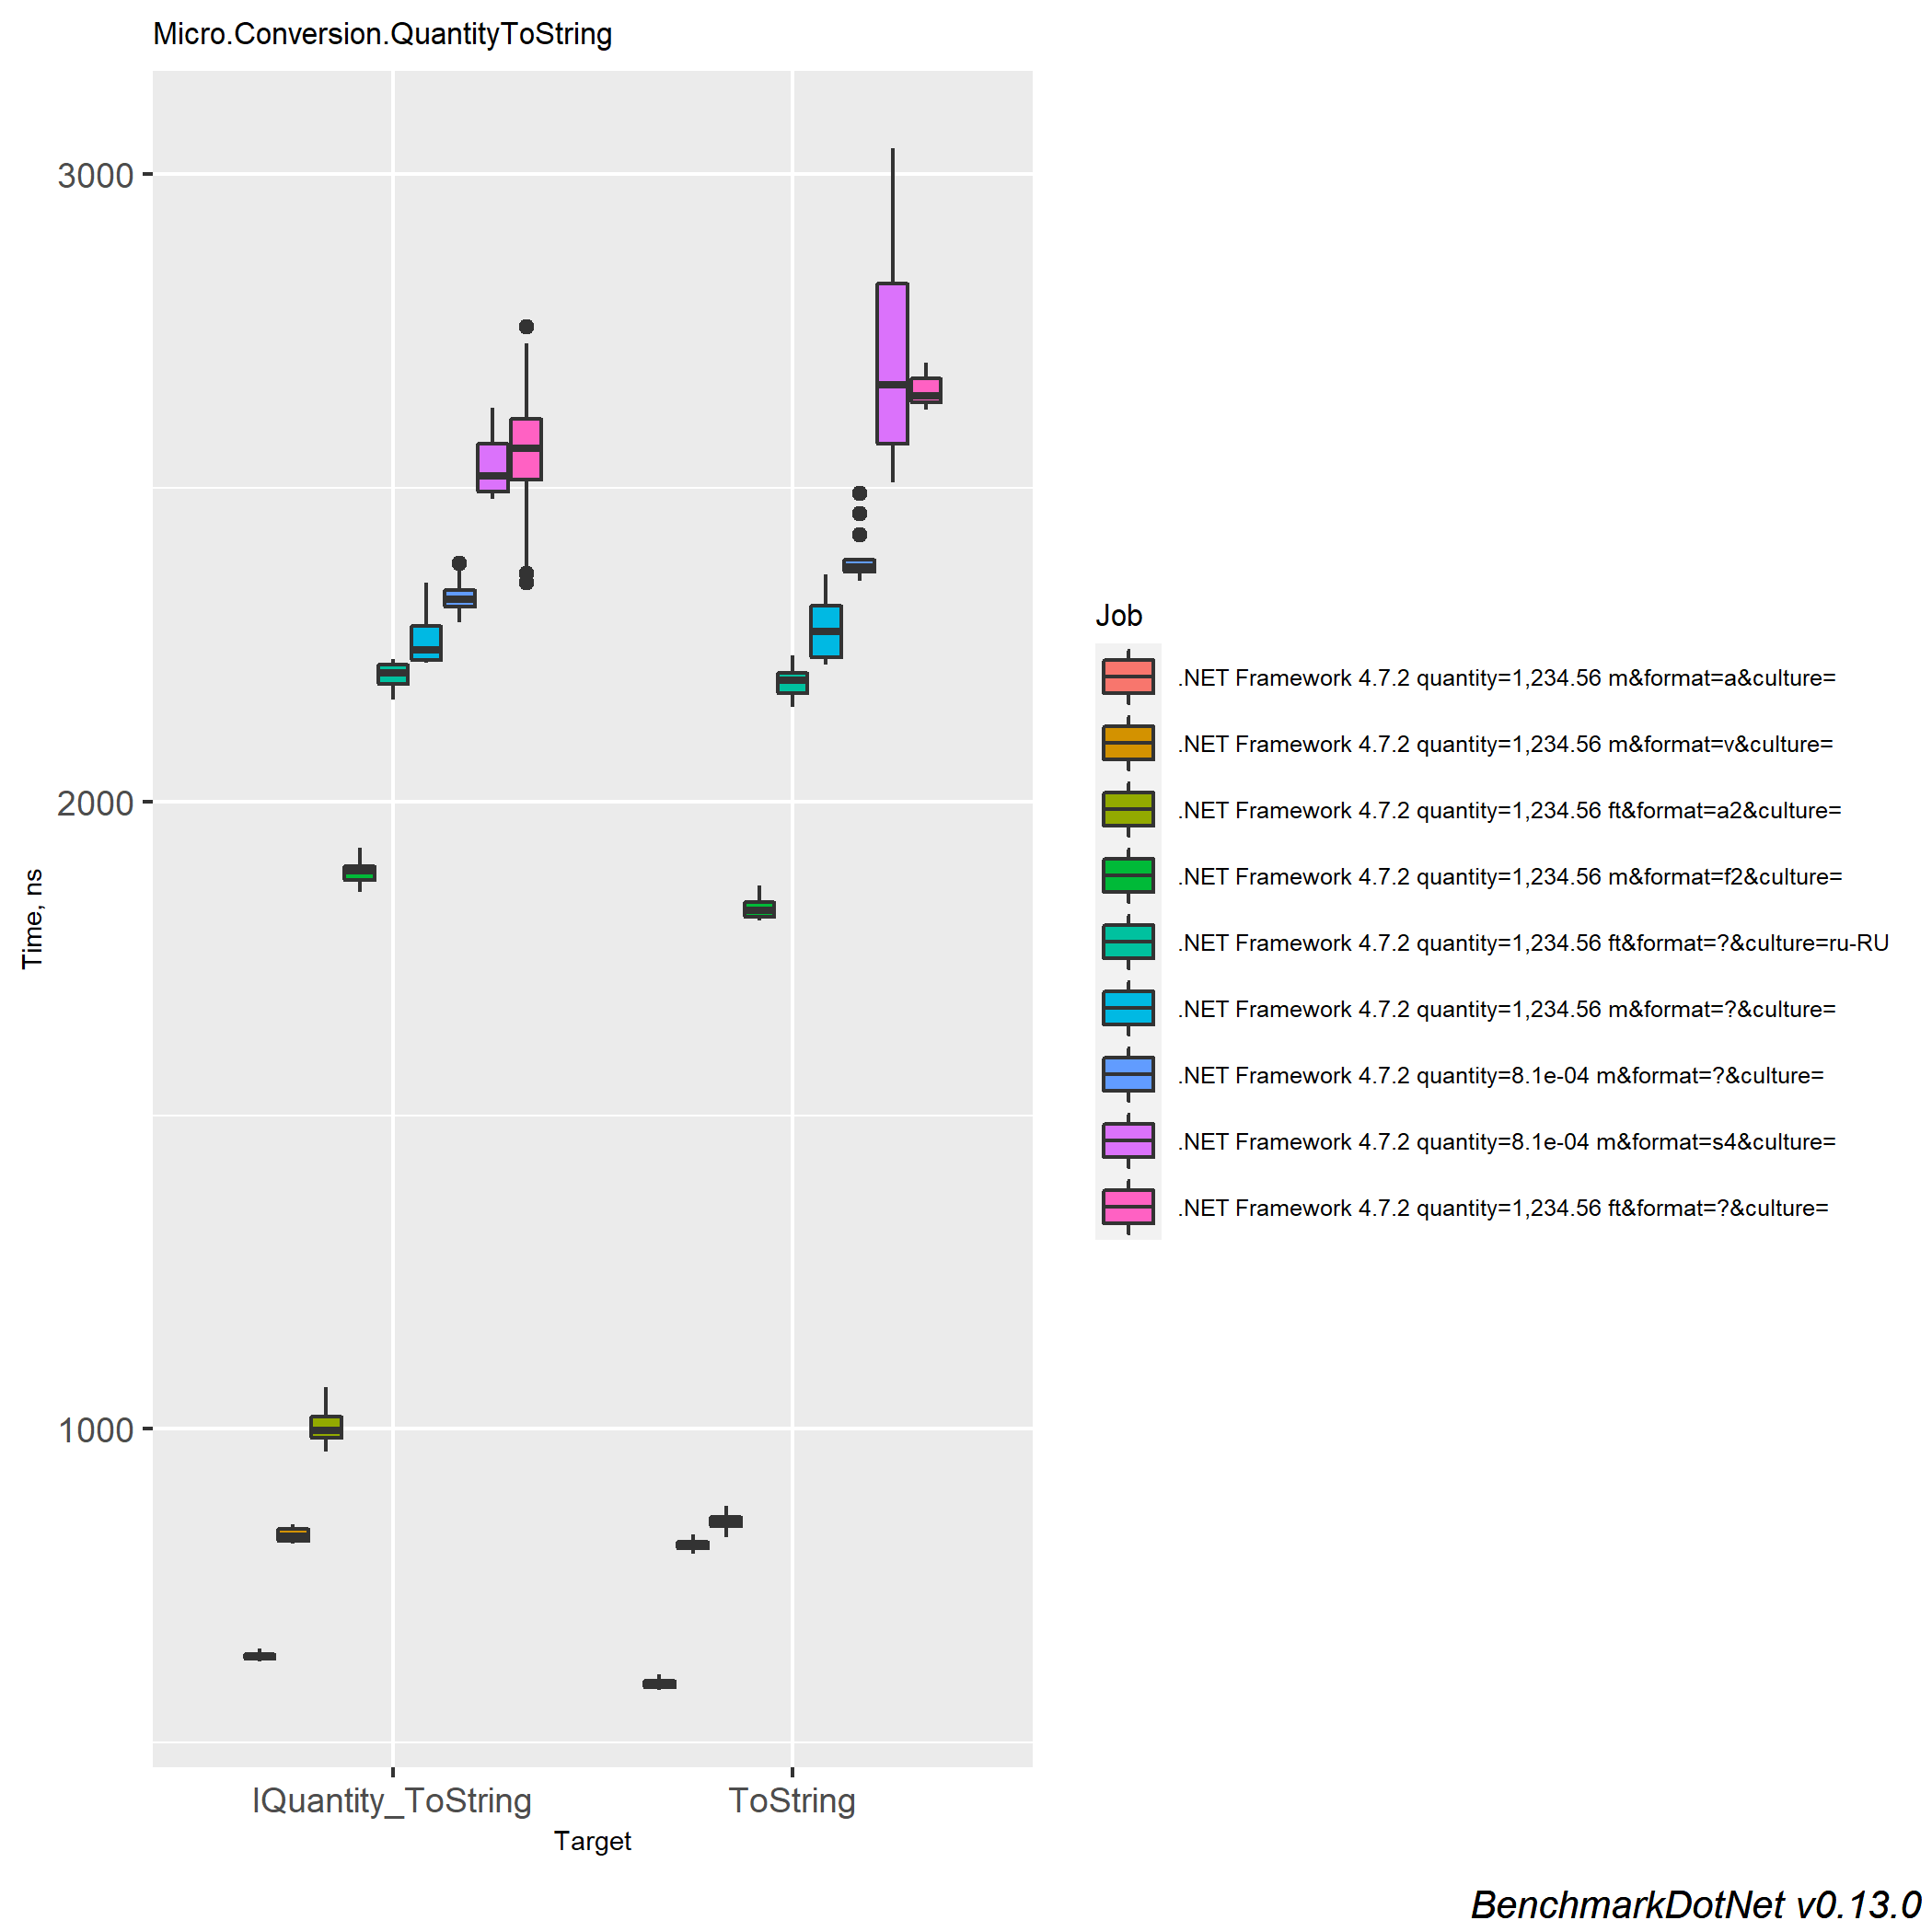 Micro.Conversion.QuantityToString
3000
2000
1000
Time, ns
IQuantity_ToString
ToString
Target
Job
.NET Framework 4.7.2 quantity=1,234.56 m&format=a&culture=
.NET Framework 4.7.2 quantity=1,234.56 m&format=v&culture=
.NET Framework 4.7.2 quantity=1,234.56 ft&format=a2&culture=
.NET Framework 4.7.2 quantity=1,234.56 m&format=f2&culture=
.NET Framework 4.7.2 quantity=1,234.56 ft&format=?&culture=ru-RU
.NET Framework 4.7.2 quantity=1,234.56 m&format=?&culture=
.NET Framework 4.7.2 quantity=8.1e-04 m&format=?&culture=
.NET Framework 4.7.2 quantity=8.1e-04 m&format=s4&culture=
.NET Framework 4.7.2 quantity=1,234.56 ft&format=?&culture=
BenchmarkDotNet v0.13.0